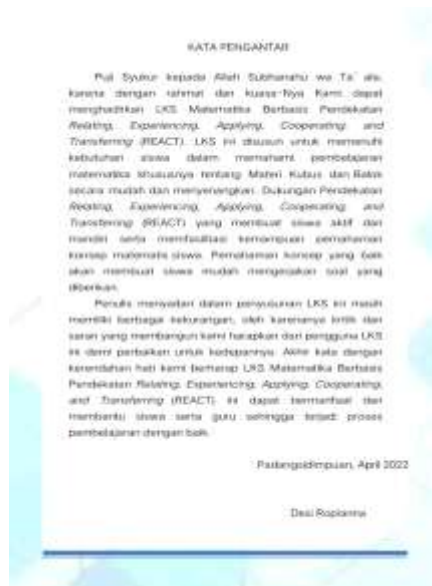 KATA PENGANTAR
Puji Syukur kepada Allah Subhanahu wa Ta`ala,
karena dengan rahmat dan kuasa-Nya Kami dapat
menghadirkan LKS Matematika Berbasis Pendekatan
Relating, Experiencing, Applying, Cooperating and
Transferring (REACT). LKS ini disusun untuk memenuhi
kebutuhan siswa dalam memahami pembelajaran
matematika khususnya tentang Materi Kubus dan Balok
secara mudah dan menyenangkan. Dukungan Pendekatan
Relating, Experiencing, Applying, Cooperating and
Transferring (REACT) yang membuat siswa aktif dan
mandiri serta memfasilitasi kemampuan pemahaman
konsep matematis siswa. Pemahaman konsep yang baik
akan membuat siswa mudah mengerjakan soal yang
diberikan.
Penulis menyadari dalam penyusunan LKS ini masih
memiliki berbagai kekurangan, oleh karenanya kritik dan
saran yang membangun kami harapkan dari pengguna LKS
ini demi perbaikan untuk kedepannya. Akhir kata dengan
kerendahan hati kami berharap LKS Matematika Berbasis
Pendekatan Relating, Experiencing, Applying, Cooperating,
and Transferring (REACT) ini dapat bermanfaat dan
membantu siswa serta guru sehingga terjadi proses
pembelajaran dengan baik.
Padangsidimpuan, April 2022
Desi Ropianna